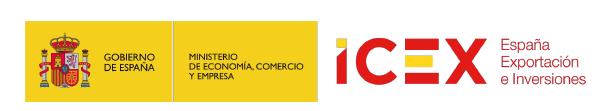 GOBIERNO
DE ESPAÑA
MINISTERIO
DE ECONOMÍA, COMERCIO
Y EMPRESA
ICEX
España
Exportación
e Inversiones